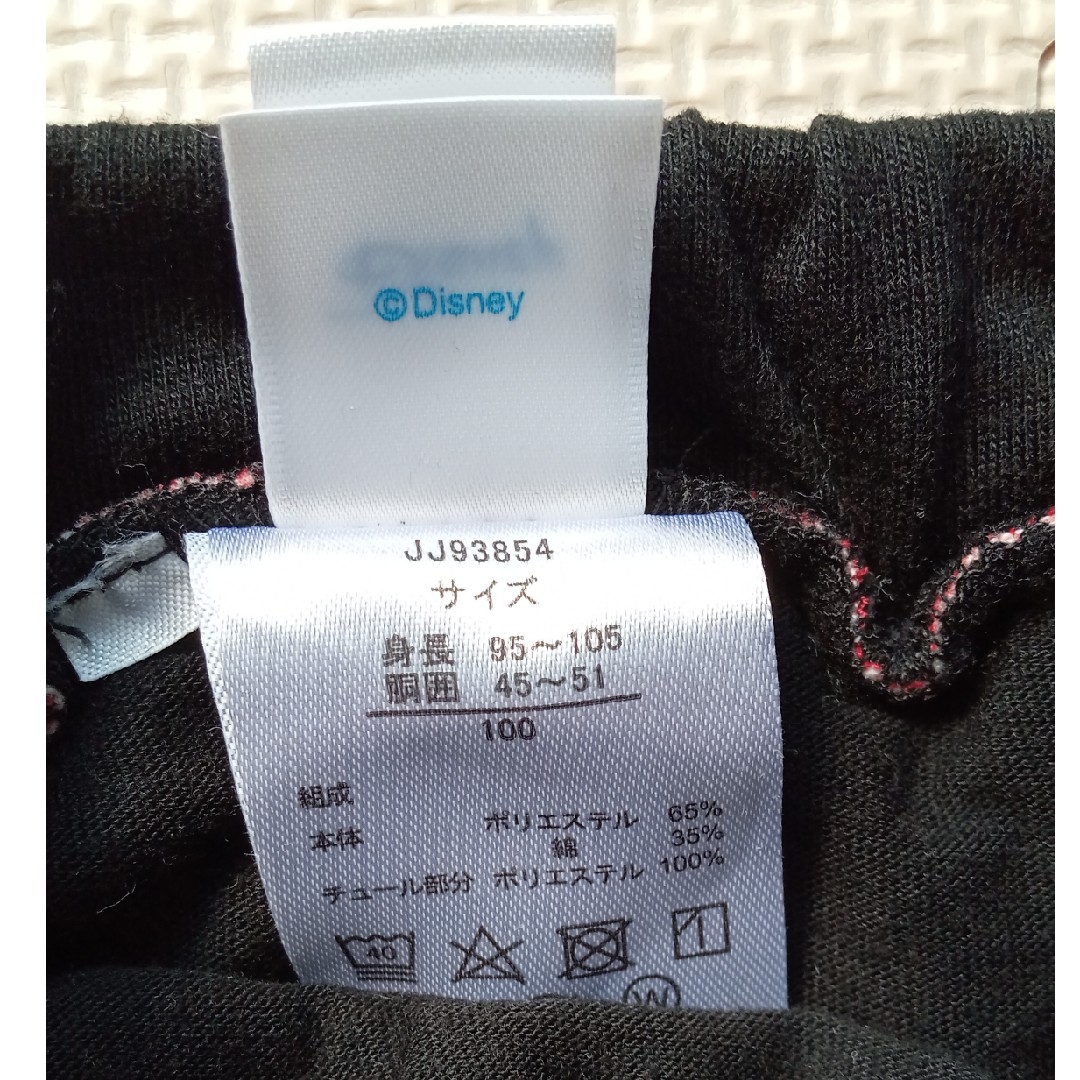 ©Disney
JJ93854
サイズ
身長 95～105
胴囲 45～51
100
組成
本体 ポリエステル 65%
綿 35%
チュール部分 ポリエステル 100%
40
W